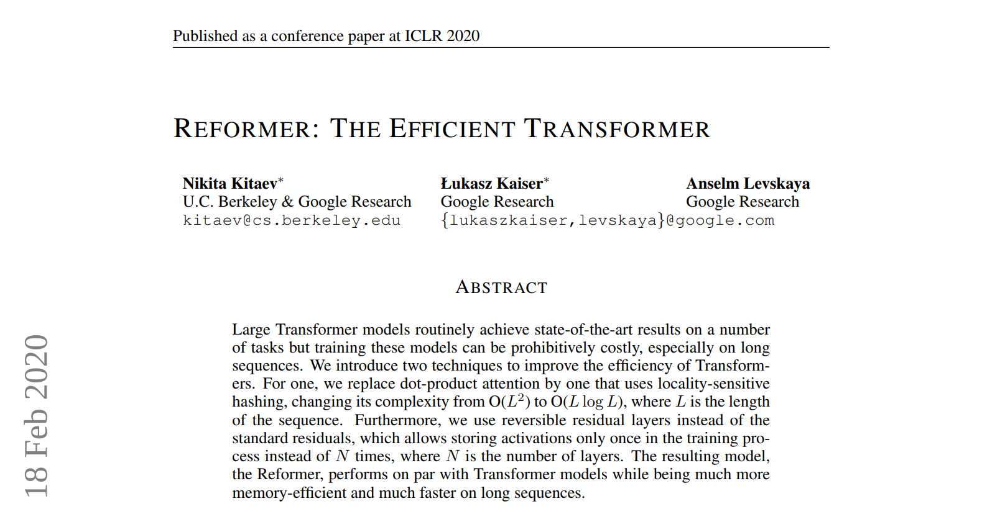 Published as a conference paper at ICLR 2020
REFORMER: THE EFFICIENT TRANSFORMER
Nikita Kitaev* Łukasz Kaiser* Anselm Levskaya
U.C. Berkeley & Google Research Google Research Google Research
kitaev@cs.berkeley.edu {lukaszkaiser,levskaya}@google.com
ABSTRACT
Large Transformer models routinely achieve state-of-the-art results on a number
of tasks but training these models can be prohibitively costly, especially on long
sequences. We introduce two techniques to improve the efficiency of Transform-
ers. For one, we replace dot-product attention by one that uses locality-sensitive
hashing, changing its complexity from O(L²) to O(L log L), where L is the length
of the sequence. Furthermore, we use reversible residual layers instead of the
standard residuals, which allows storing activations only once in the training pro-
cess instead of N times, where N is the number of layers. The resulting model,
the Reformer, performs on par with Transformer models while being much more
memory-efficient and much faster on long sequences.
18 Feb 2020